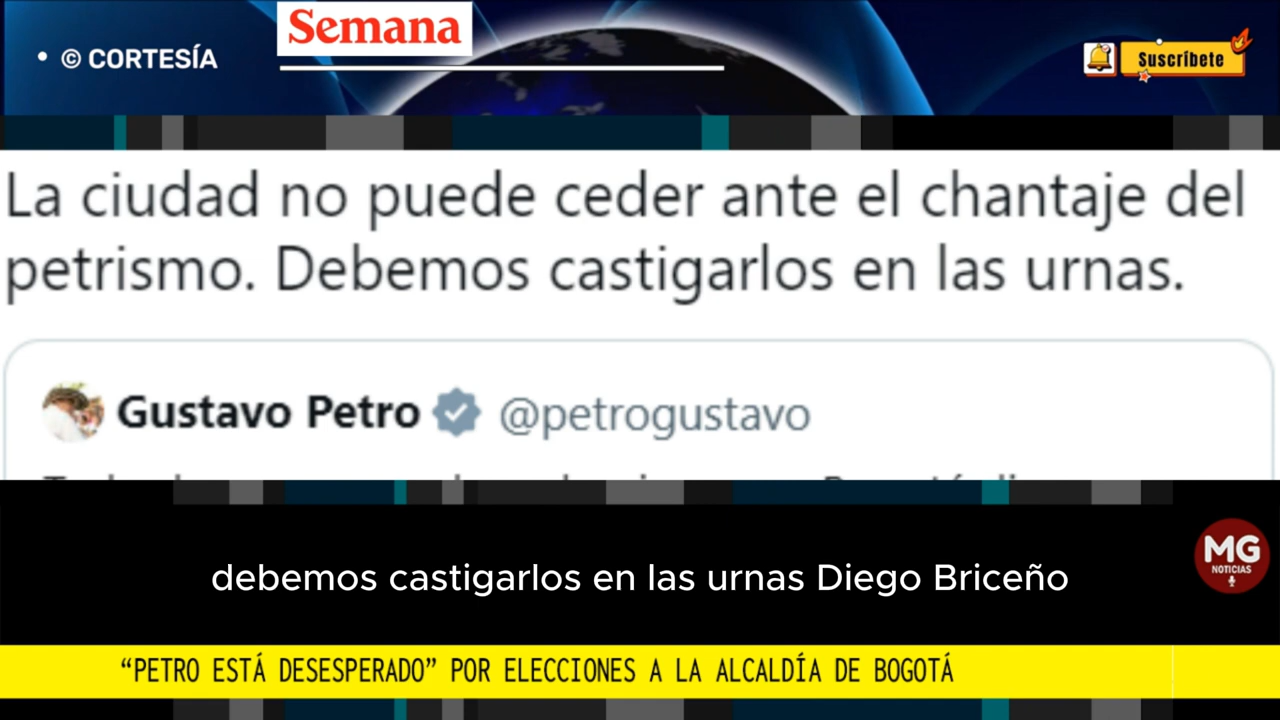 Semana
• © CORTESÍA
Suscríbete
La ciudad no puede ceder ante el chantaje del
petrismo. Debemos castigarlos en las urnas.
Gustavo Petro @petrogustavo
debemos castigarlos en las urnas Diego Briceño
MG
NOTICIAS
“PETRO ESTÁ DESESPERADO” POR ELECCIONES A LA ALCALDÍA DE BOGOTÁ